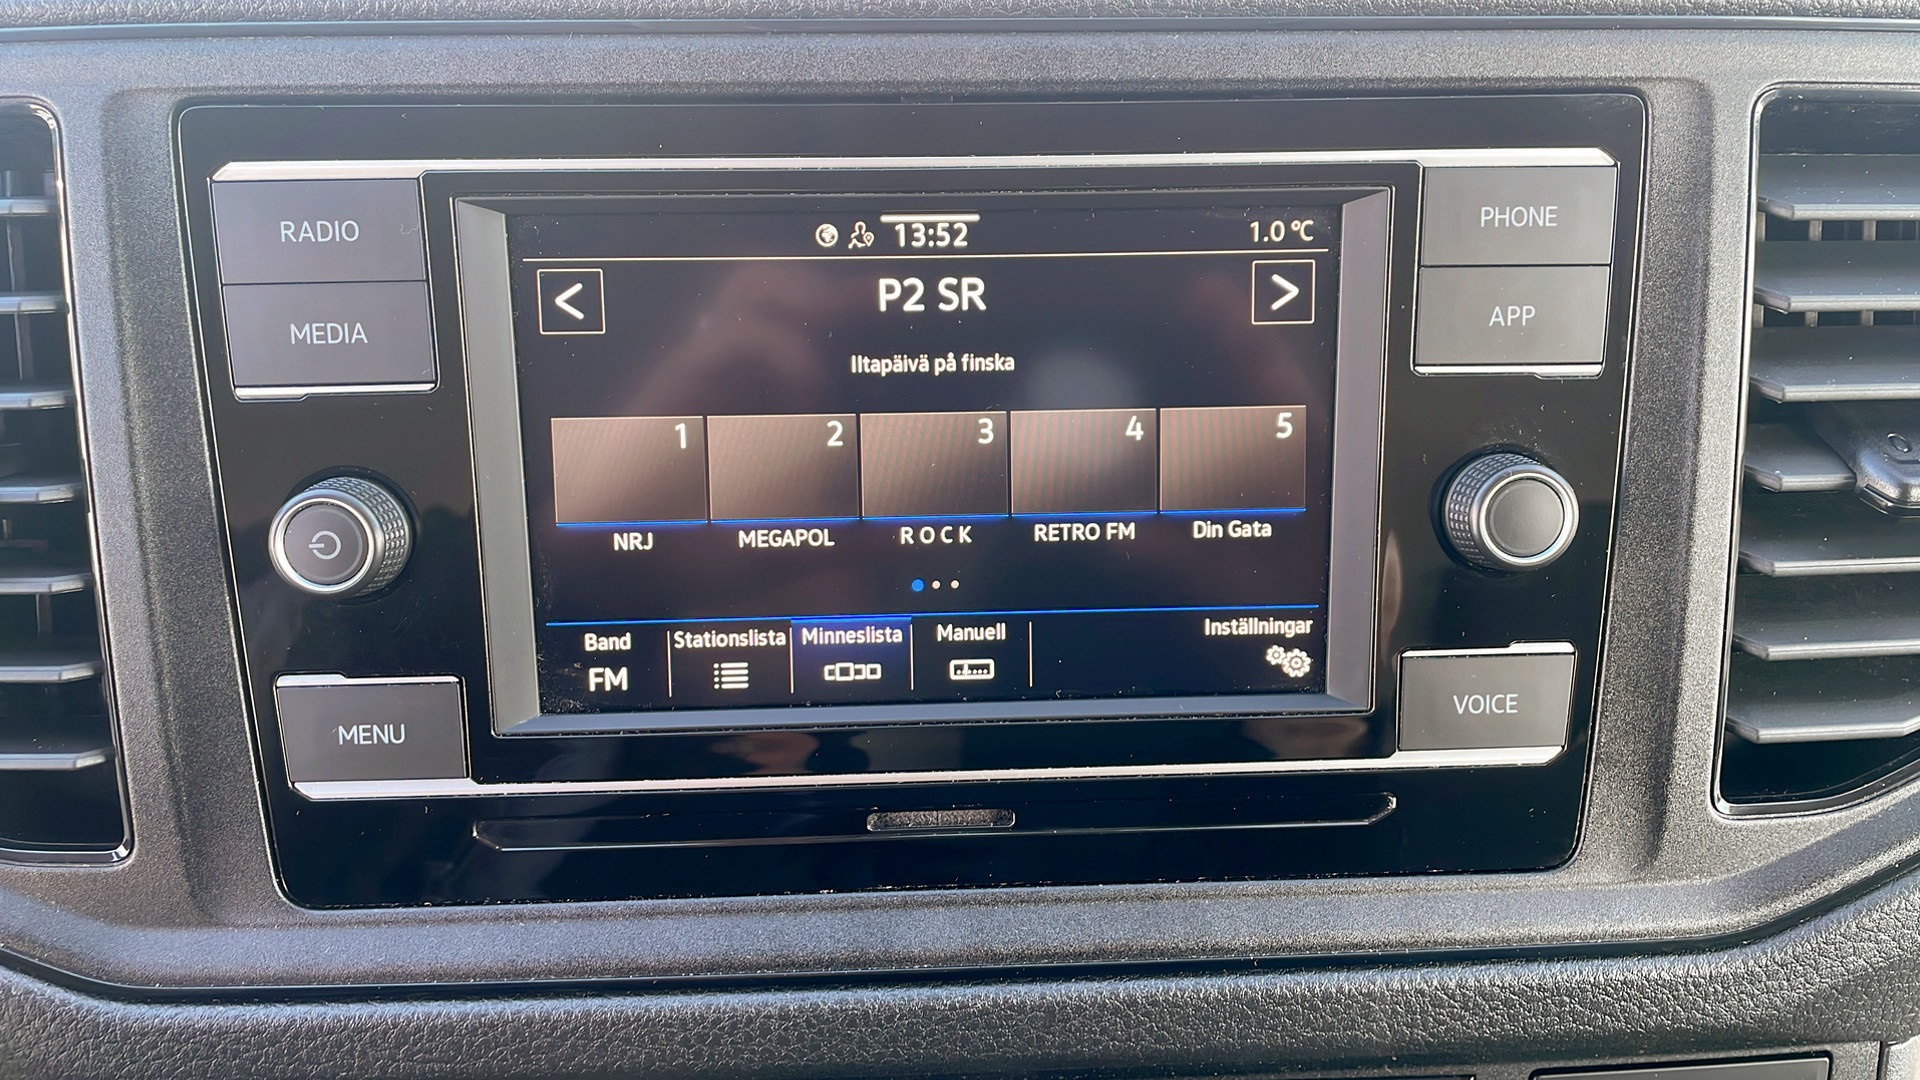 RADIO
MEDIA
MENU
13:52
1.0 °C
<
P2 SR
>
Iltapäivä på finska
1 2 3 4 5
NRJ MEGAPOL R O C K RETRO FM Din Gata
Band Stationslista Minneslista Manuell Inställningar
FM
PHONE
APP
VOICE